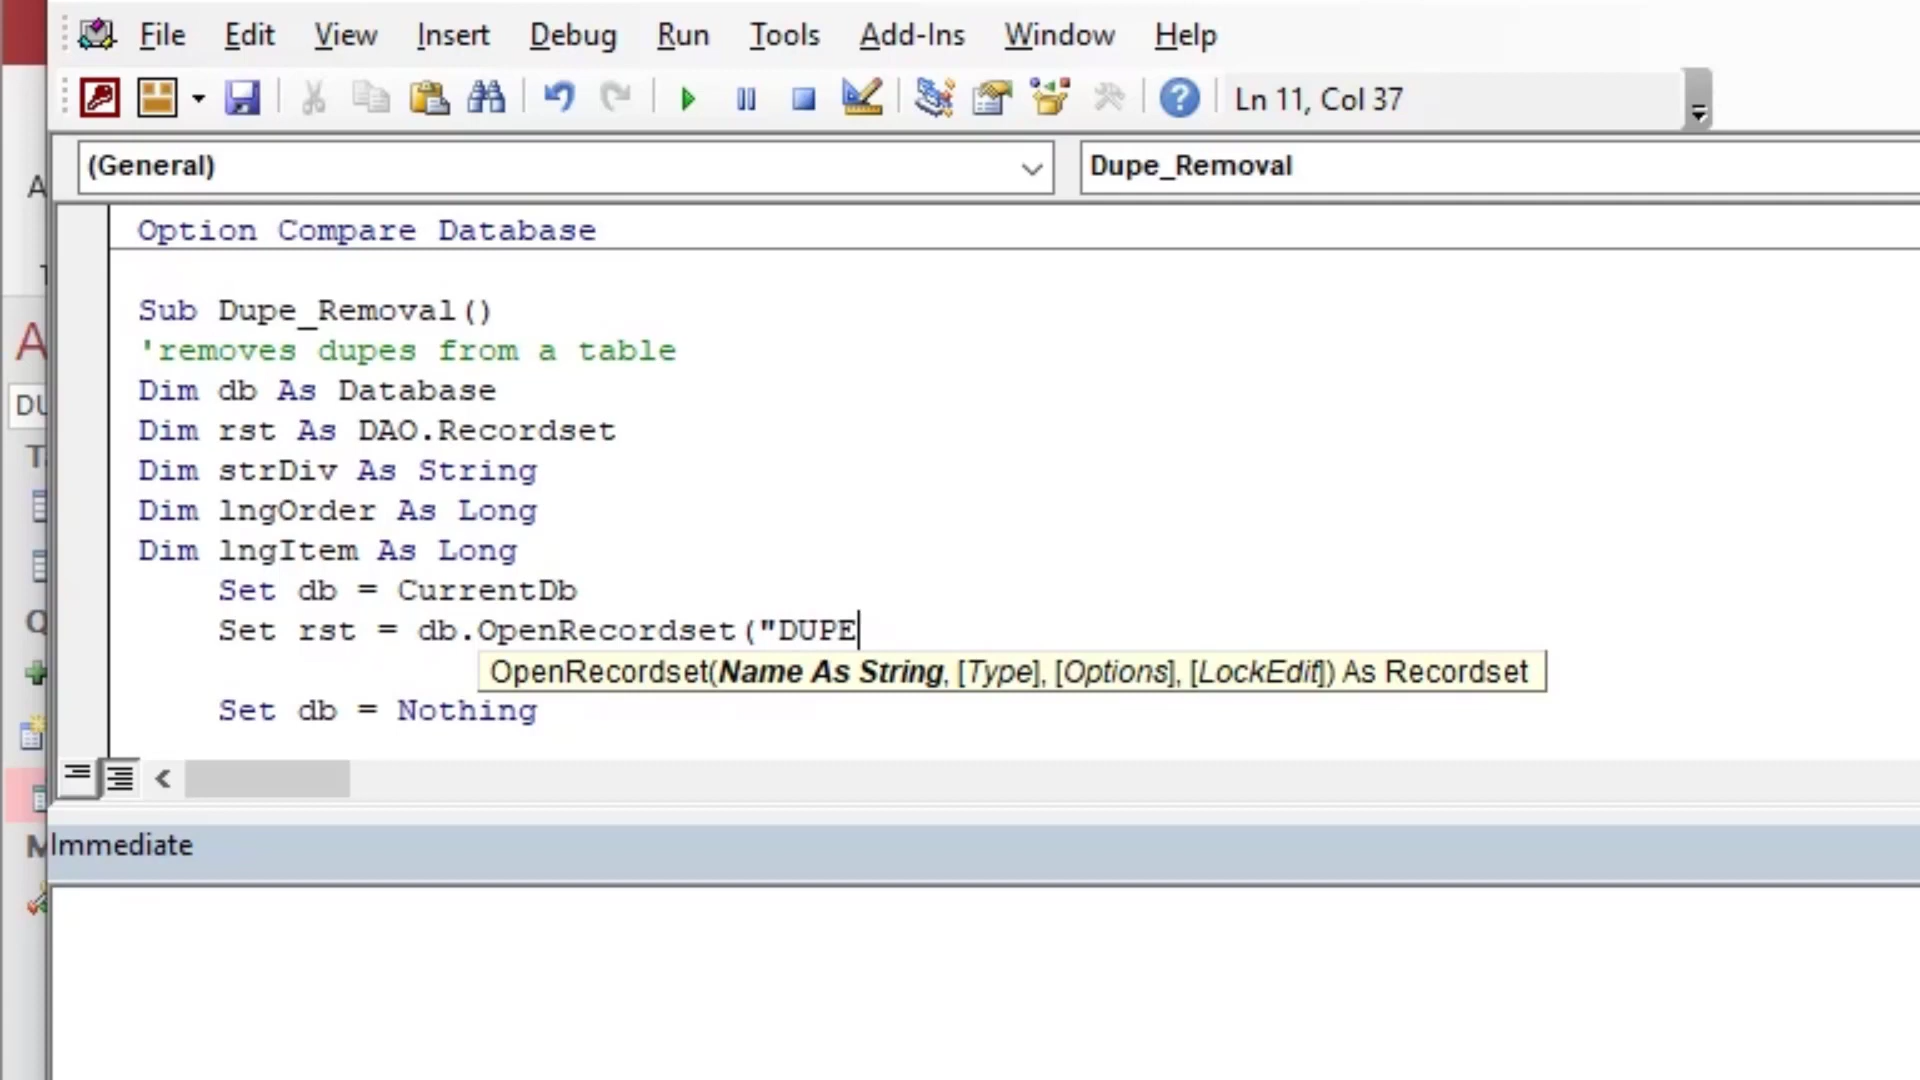 File Edit View Insert Debug Run Tools Add-Ins Window Help
Ln 11, Col 37
(General) Dupe_Removal
Option Compare Database
Sub Dupe_Removal()
'removes dupes from a table
Dim db As Database
Dim rst As DAO.Recordset
Dim strDiv As String
Dim lngOrder As Long
Dim lngItem As Long
Set db = CurrentDb
Set rst = db.OpenRecordset("DUPE
OpenRecordset(Name As String, [Type], [Options], [LockEdit]) As Recordset
Set db = Nothing
Immediate